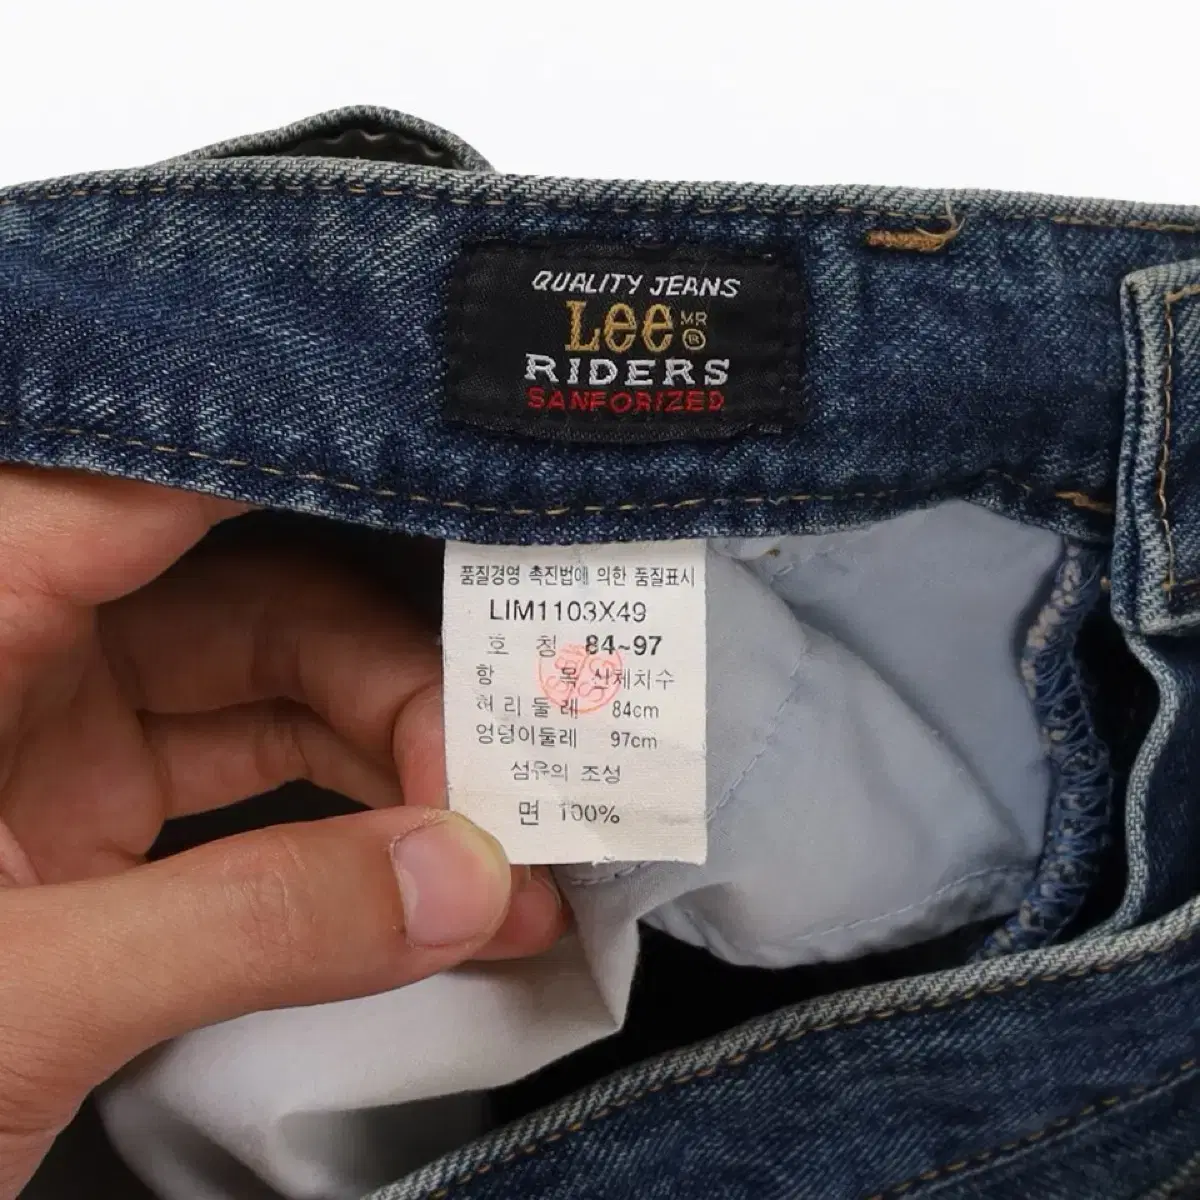 QUALITY JEANS
Lee MR ®
RIDERS
SANFORIZED
품질경영 촉진법에 의한 품질표시
LIM1103X49
호 칭 84~97
항 목 신체치수
허리둘레 84cm
엉덩이둘레 97cm
섬유의 조성
면 100%